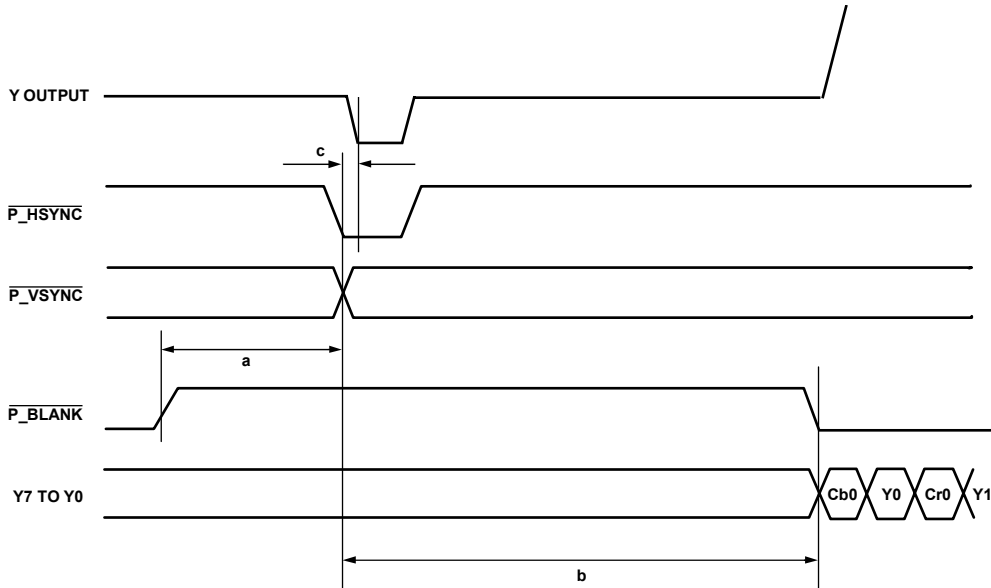 Y OUTPUT
c
P_HSYNC
P_VSYNC
a
P_BLANK
Y7 TO Y0
Cb0 Y0 Cr0 Y1
b